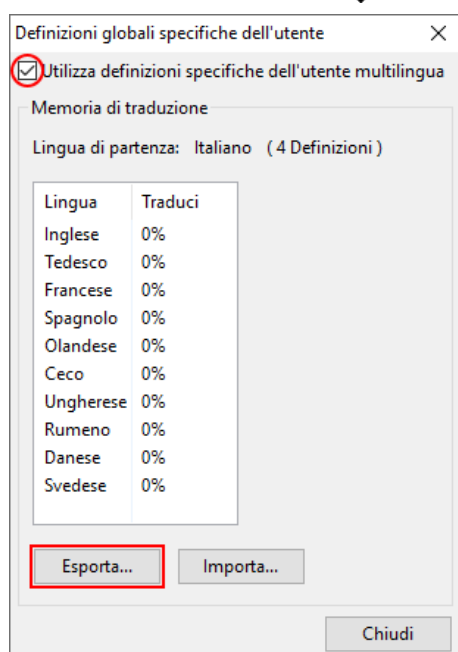 Definizioni globali specifiche dell'utente
Utilizza definizioni specifiche dell'utente multilingua
Memoria di traduzione
Lingua di partenza: Italiano ( 4 Definizioni )
Lingua Traduci
Inglese 0%
Tedesco 0%
Francese 0%
Spagnolo 0%
Olandese 0%
Ceco 0%
Ungherese 0%
Rumeno 0%
Danese 0%
Svedese 0%
Esporta... Importa...
Chiudi